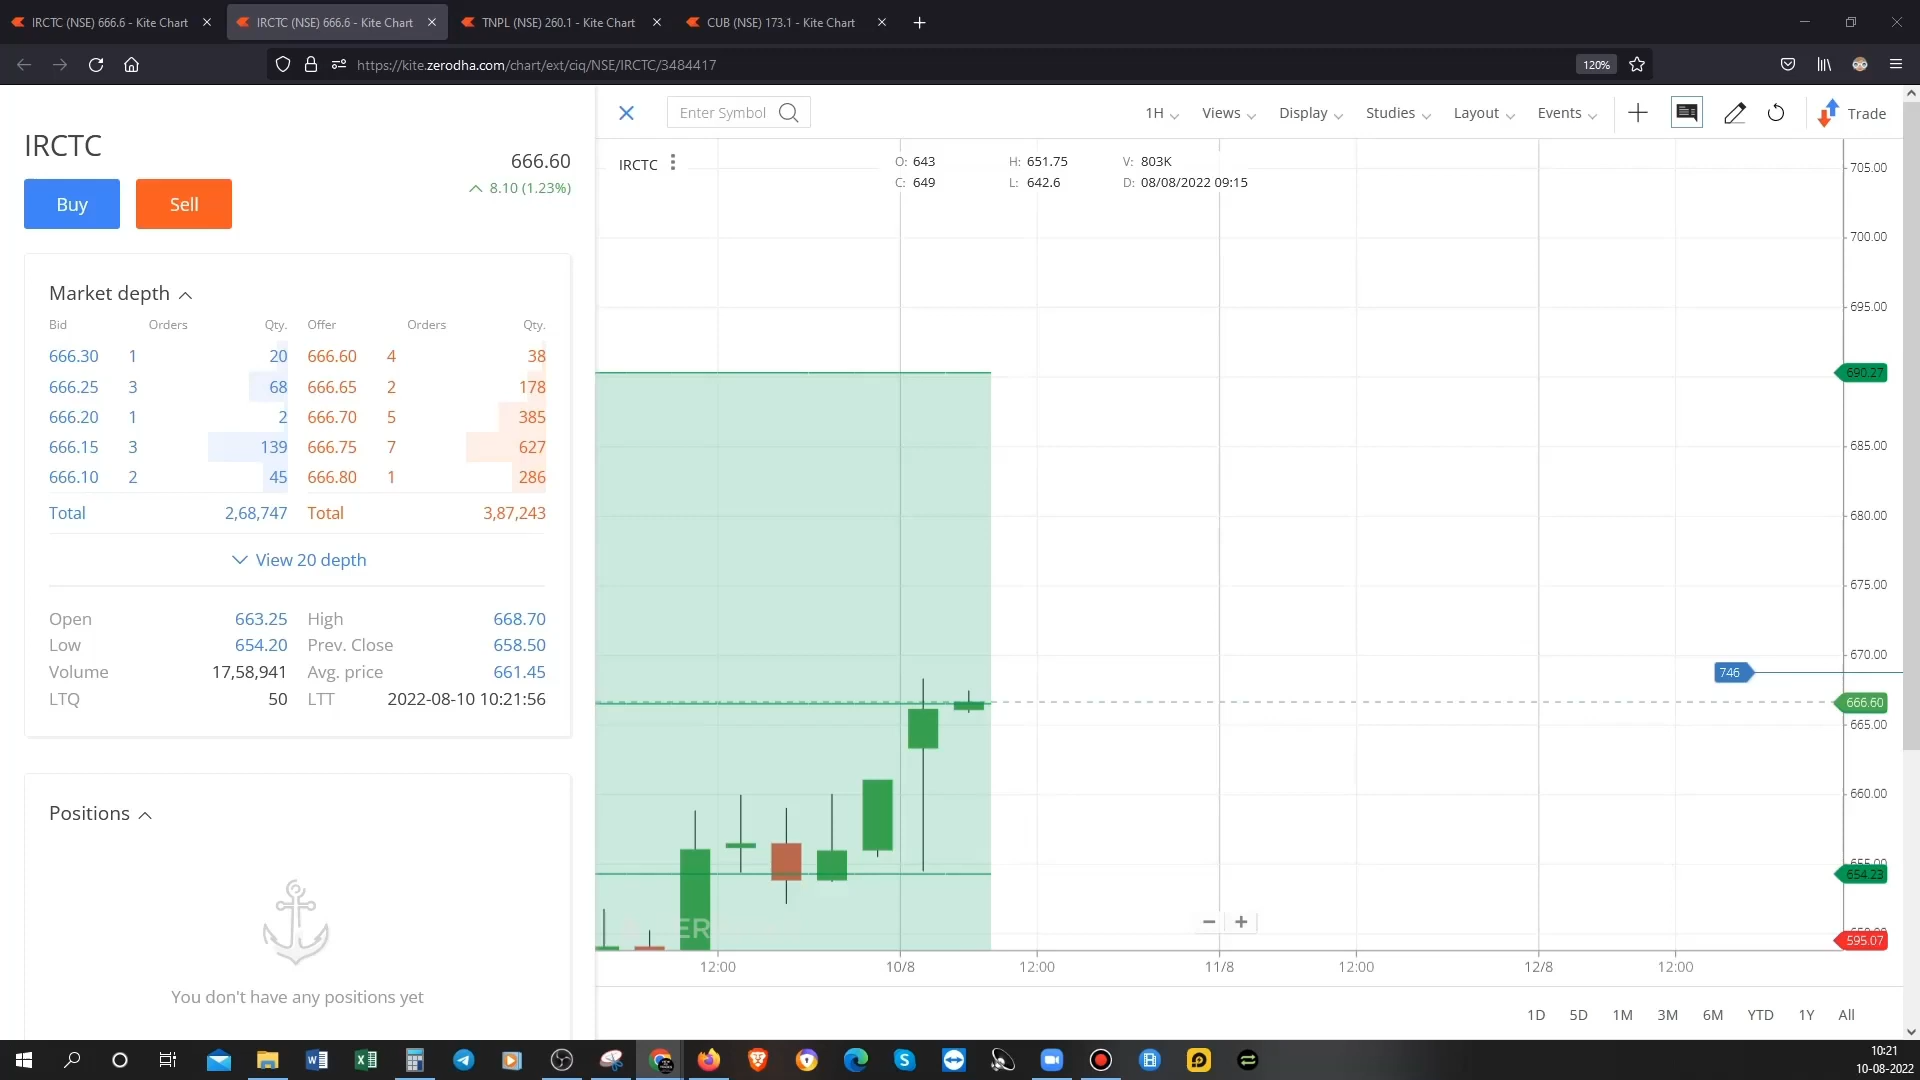 IRCTC (NSE) 666.6 - Kite Chart
IRCTC (NSE) 666.6 - Kite Chart
TNPL (NSE) 260.1 - Kite Chart
CUB (NSE) 173.1 - Kite Chart
https://kite.zerodha.com/chart/ext/ciq/NSE/IRCTC/3484417
120%
IRCTC
666.60
8.10 (1.23%)
Buy
Sell
Market depth
Bid Orders Qty. Offer Orders Qty.
666.30 1 20 666.60 4 38
666.25 3 68 666.65 2 178
666.20 1 2 666.70 5 385
666.15 3 139 666.75 7 627
666.10 2 45 666.80 1 286
Total 2,68,747 Total 3,87,243
View 20 depth
Open 663.25 High 668.70
Low 654.20 Prev. Close 658.50
Volume 17,58,941 Avg. price 661.45
LTQ 50 LTT 2022-08-10 10:21:56
Positions
You don't have any positions yet
Enter Symbol
1H Views Display Studies Layout Events
Trade
IRCTC
O: 643 H: 651.75 V: 803K
C: 649 L: 642.6 D: 08/08/2022 09:15
705.00
700.00
695.00
690.27
685.00
680.00
675.00
670.00
746
666.60
665.00
660.00
655.00
654.23
595.07
12:00 10/8 12:00 11/8 12:00 12/8 12:00
1D 5D 1M 3M 6M YTD 1Y All
10:21
10-08-2022